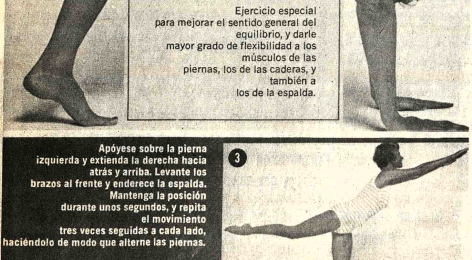 Ejercicio especial
para mejorar el sentido general del
equilibrio, y darle
mayor grado de flexibilidad a los
músculos de las
piernas, los de las caderas, y
también a
los de la espalda.
Apóyese sobre la pierna
izquierda y extienda la derecha hacia
atrás y arriba. Levante los
brazos al frente y enderece la espalda.
Mantenga la posición
durante unos segundos, y repita
el movimiento
tres veces seguidas a cada lado,
haciéndolo de modo que alterne las piernas.
3